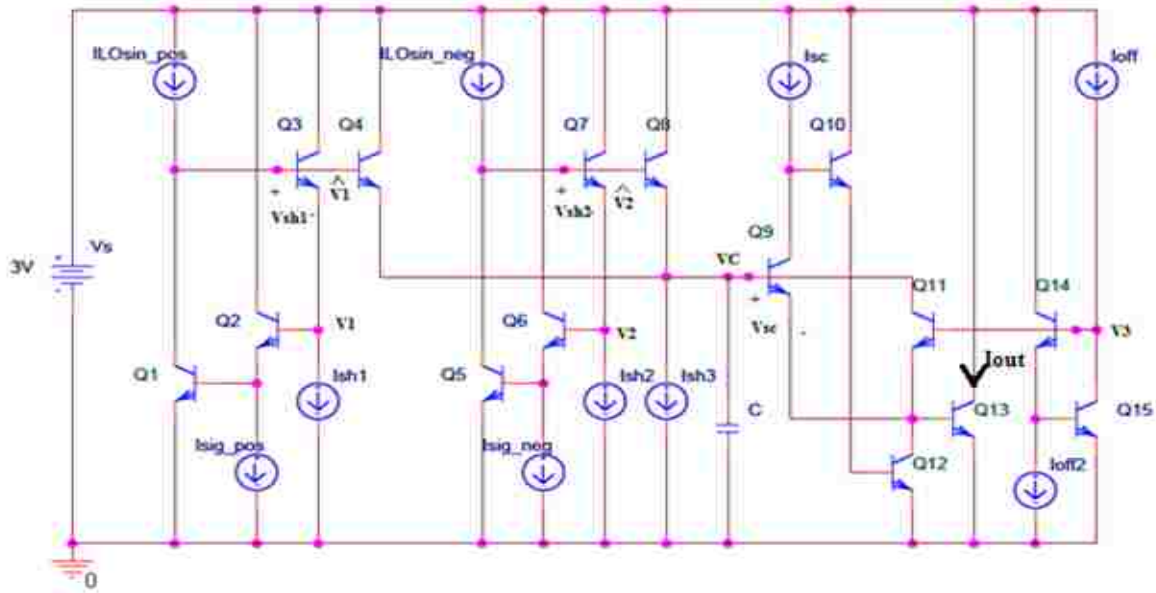 ILOsin_pos
ILOsin_neg
Isc
Ioff
Q3
Q4
Q7
Q8
Q10
+
V1
Vsh1-
+
V2
Vsh2-
Vs
3V
Q9
VC
+
Vsc
-
Q11
Q14
Q2
V1
Q6
V2
V3
Iout
Q1
Ish1
Q5
Ish2
Ish3
C
Q13
Q15
Isig_pos
Isig_neg
Q12
Ioff2
0